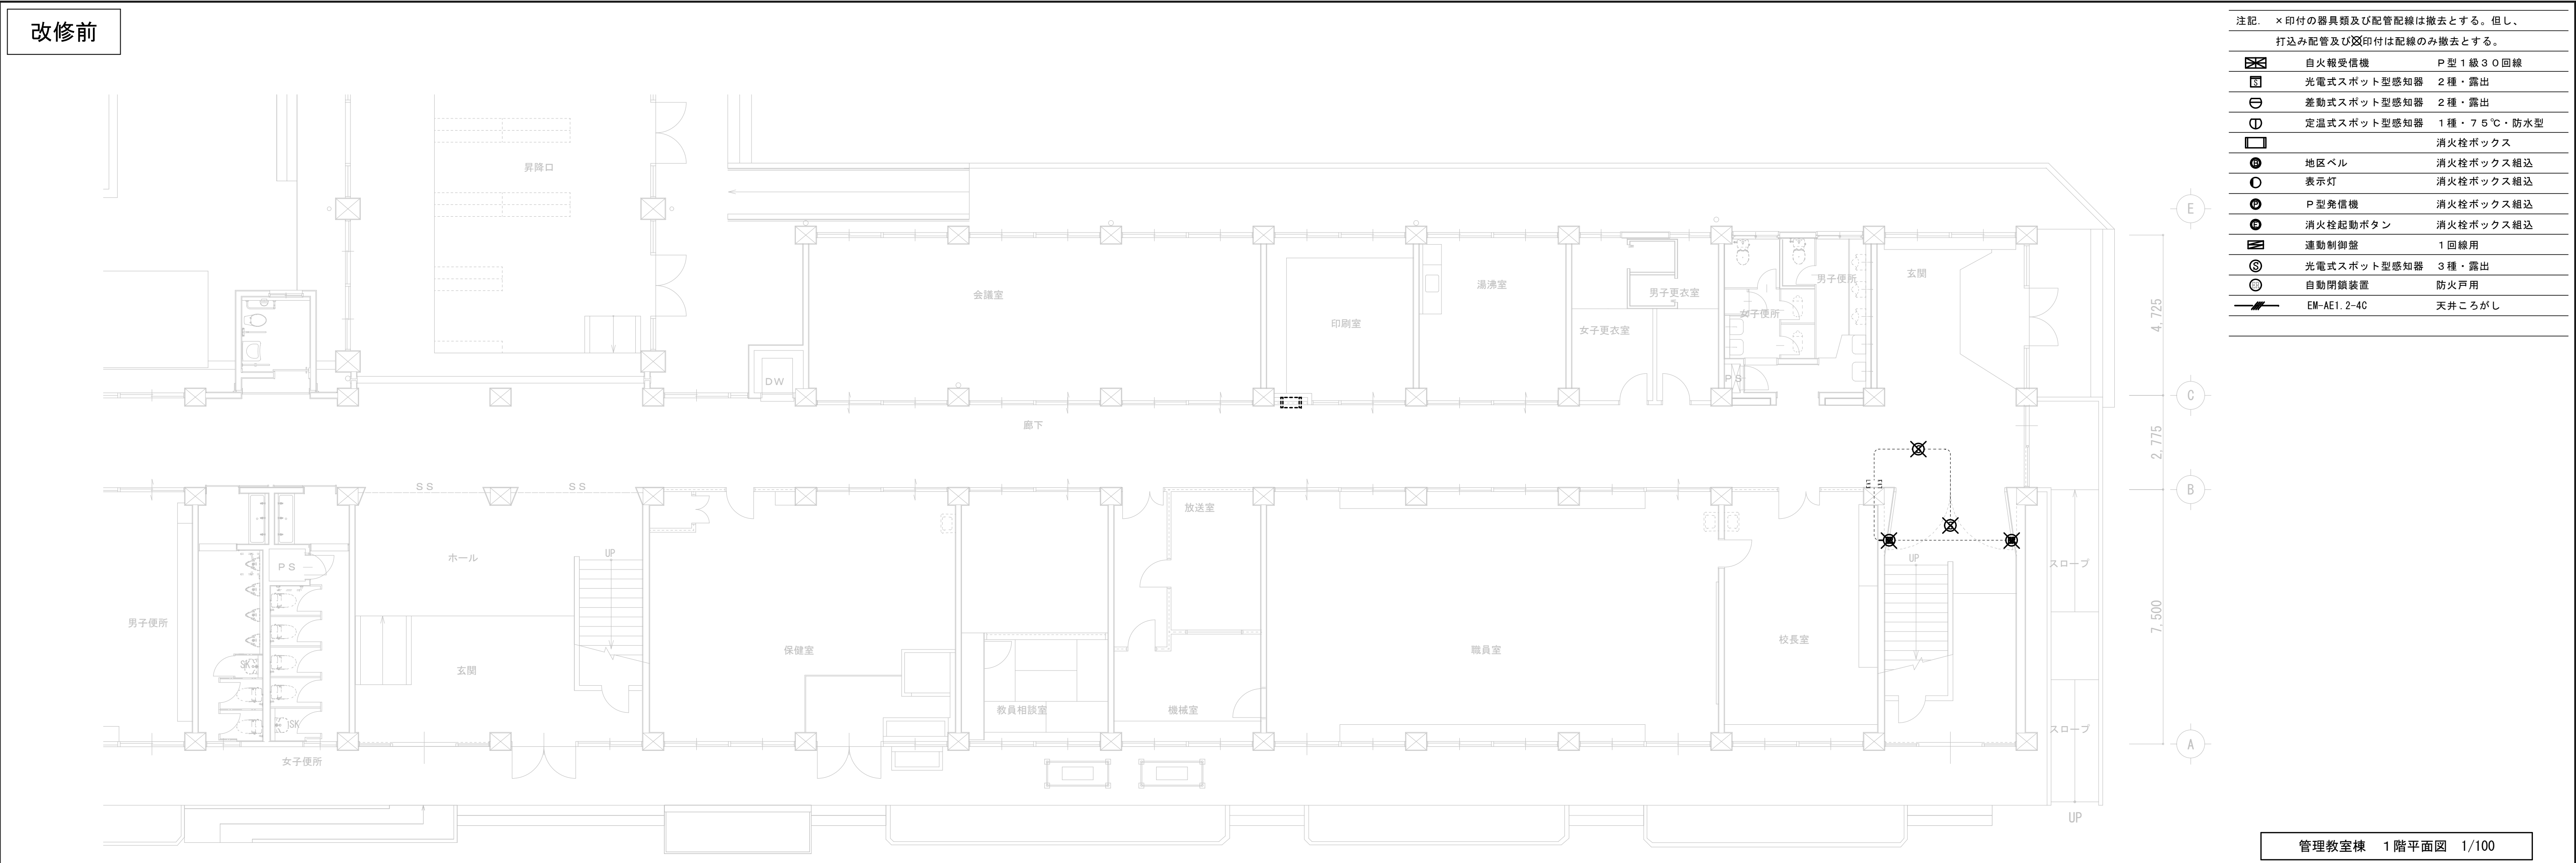 改修前
注記. ×印付の器具類及び配管配線は撤去とする。但し、
打込み配管及び印付は配線のみ撤去とする。
自火報受信機 P型1級30回線
S 光電式スポット型感知器 2種・露出
差動式スポット型感知器 2種・露出
定温式スポット型感知器 1種・75℃・防水型
消火栓ボックス
B 地区ベル 消火栓ボックス組込
表示灯 消火栓ボックス組込
P P型発信機 消火栓ボックス組込
消火栓起動ボタン 消火栓ボックス組込
連動制御盤 1回線用
S 光電式スポット型感知器 3種・露出
自動閉鎖装置 防火戸用
EM-AE1.2-4C 天井ころがし
昇降口
会議室
印刷室
湯沸室
男子更衣室
女子更衣室
男子便所
女子便所
玄関
PS
DW
廊下
SS
SS
ホール
UP
PS
男子便所
SK
SK
女子便所
玄関
保健室
教員相談室
放送室
機械室
職員室
校長室
UP
スロープ
スロープ
UP
E
4,725
C
2,775
B
7,500
A
管理教室棟 1階平面図 1/100